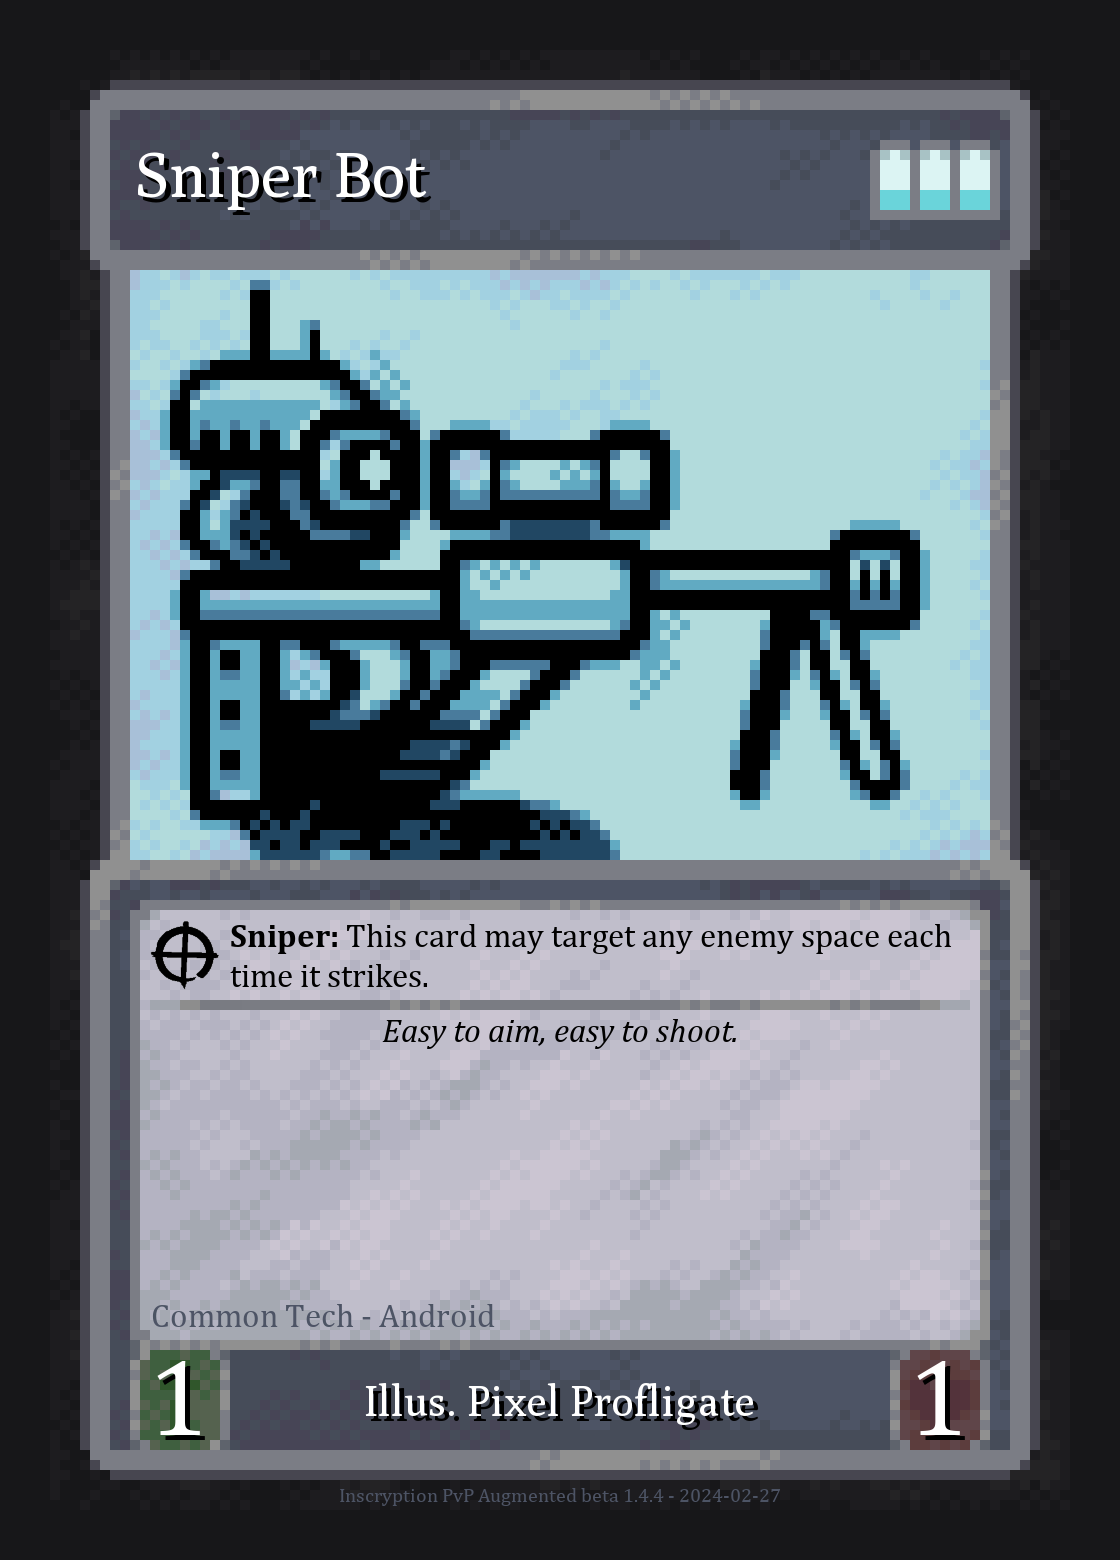 Sniper Bot
Sniper: This card may target any enemy space each
time it strikes.
Easy to aim, easy to shoot.
Common Tech - Android
1
Illus. Pixel Profligate
1
Inscryption PvP Augmented beta 1.4.4 - 2024-02-27